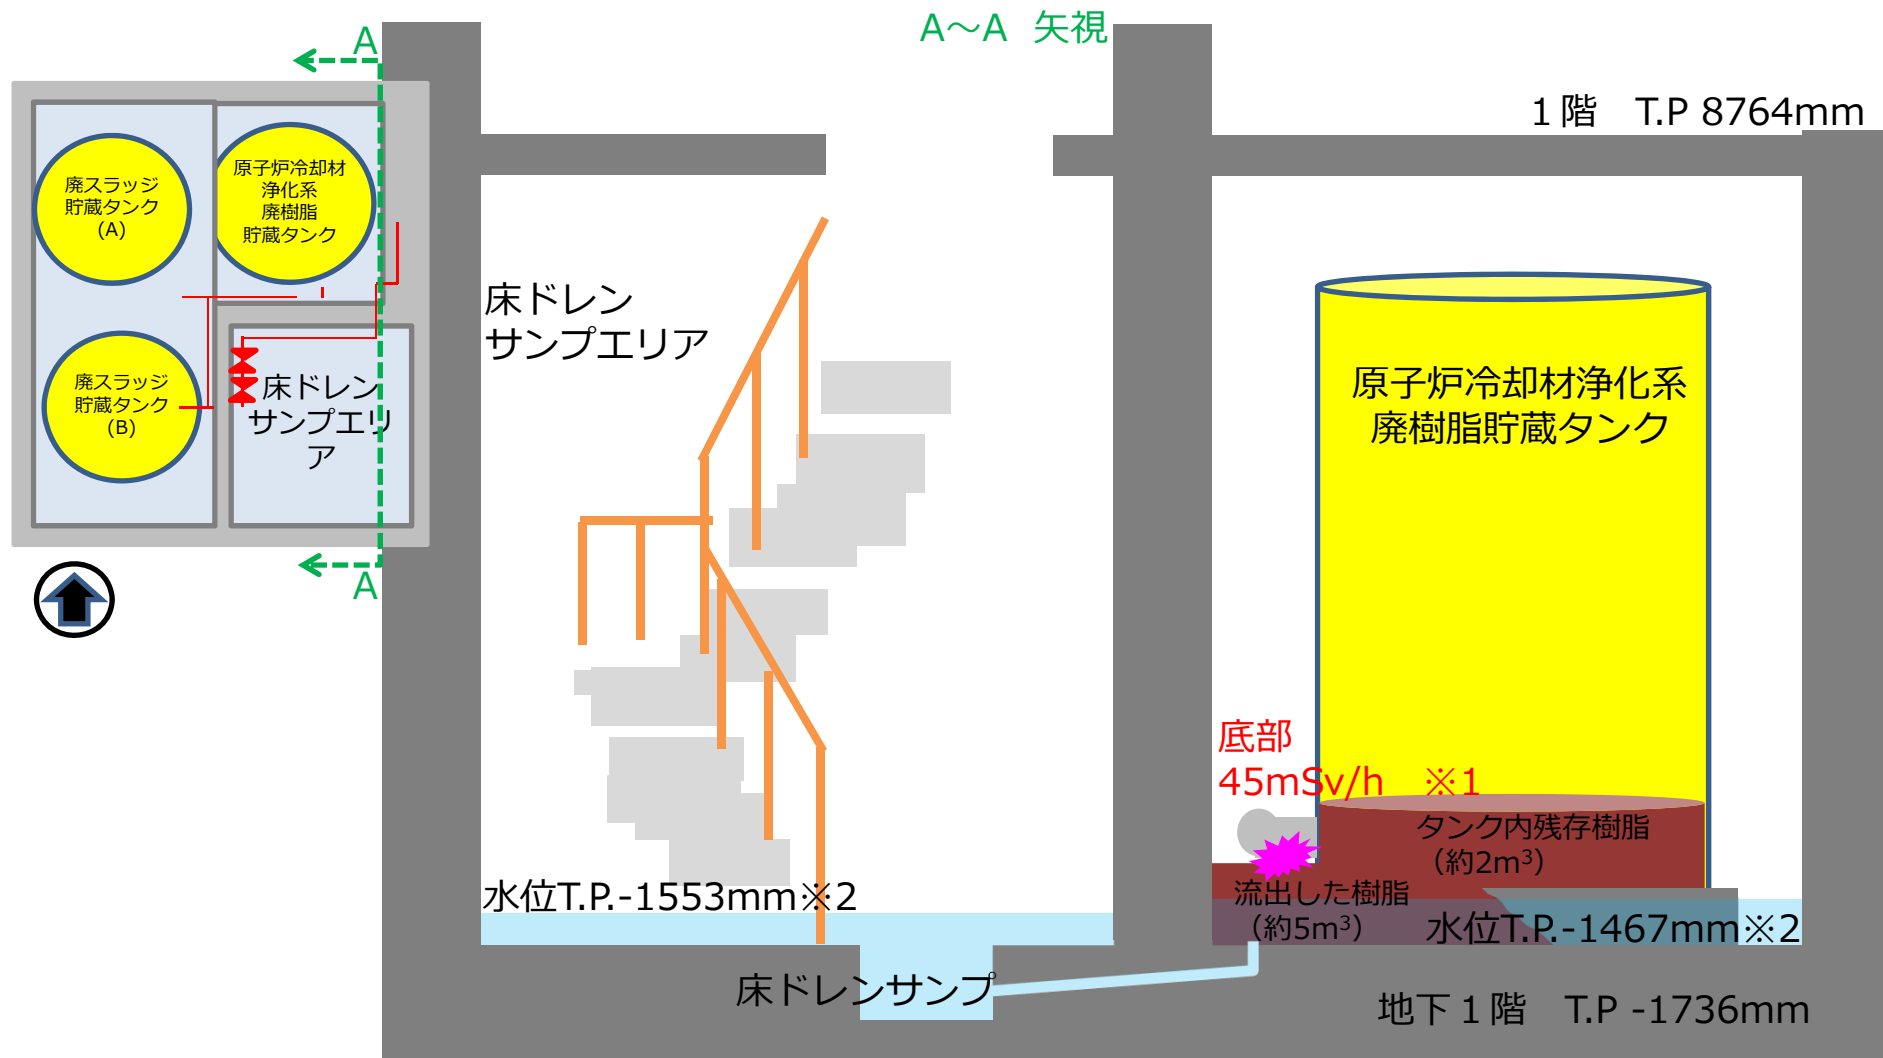 A
A～A　矢視
１階　T.P 8764mm
廃スラッジ
貯蔵タンク
(A)
原子炉冷却材
浄化系
廃樹脂
貯蔵タンク
廃スラッジ
貯蔵タンク
(B)
床ドレン
サンプエリ
ア
A
床ドレン
サンプエリア
原子炉冷却材浄化系
廃樹脂貯蔵タンク
底部
45mSv/h　※1
タンク内残存樹脂
（約2m³）
流出した樹脂
（約5m³）
水位T.P.-1553mm※2
水位T.P.-1467mm※2
床ドレンサンプ
地下１階　T.P -1736mm